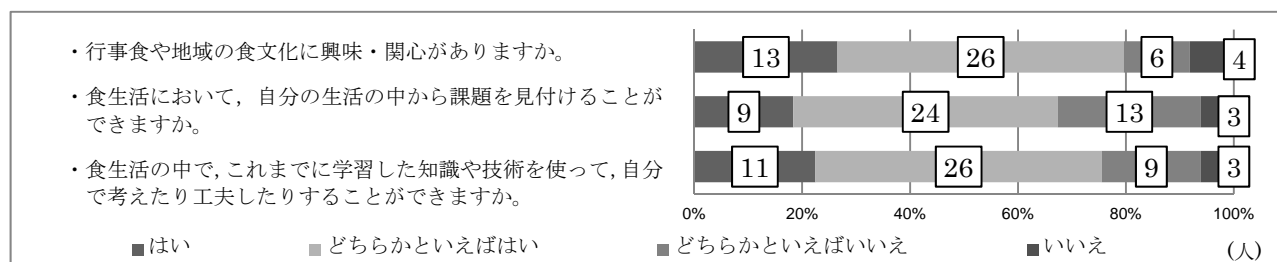 ・行事食や地域の食文化に興味・関心がありますか。
13 26 6 4
・食生活において，自分の生活の中から課題を見付けることが
できますか。
9 24 13 3
・食生活の中で,これまでに学習した知識や技術を使って,自分
で考えたり工夫したりすることができますか。
11 26 9 3
0% 20% 40% 60% 80% 100%
■はい ■どちらかといえばはい ■どちらかといえばいいえ ■いいえ (人)